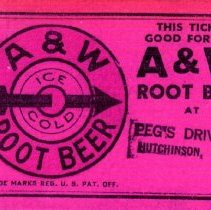 A & W
ICE
COLD
ROOT BEER
DE MARKS REG. U. S. PAT. OFF.
THIS TICK
GOOD FOR
A & W
ROOT B
AT
PEG'S DRIV
HUTCHINSON,